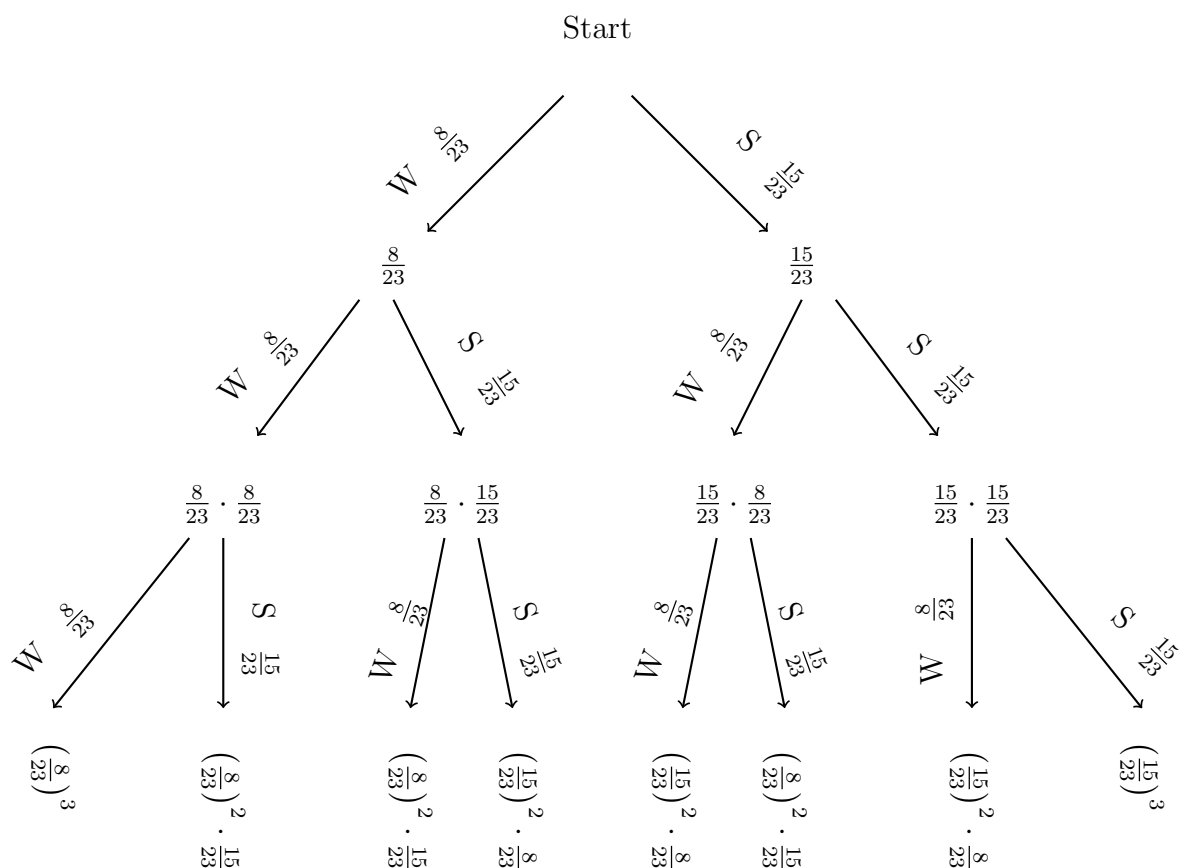 Start
W 8/23
S 15/23
8/23
15/23
W 8/23
S 15/23
W 8/23
S 15/23
8/23 · 8/23
8/23 · 15/23
15/23 · 8/23
15/23 · 15/23
W 8/23
S 15/23
W 8/23
S 15/23
W 8/23
S 15/23
W 8/23
S 15/23
(8/23)^3
(8/23)^2 · 15/23
(8/23)^2 · 15/23
(15/23)^2 · 8/23
(15/23)^2 · 8/23
(8/23)^2 · 15/23
(15/23)^2 · 8/23
(15/23)^3